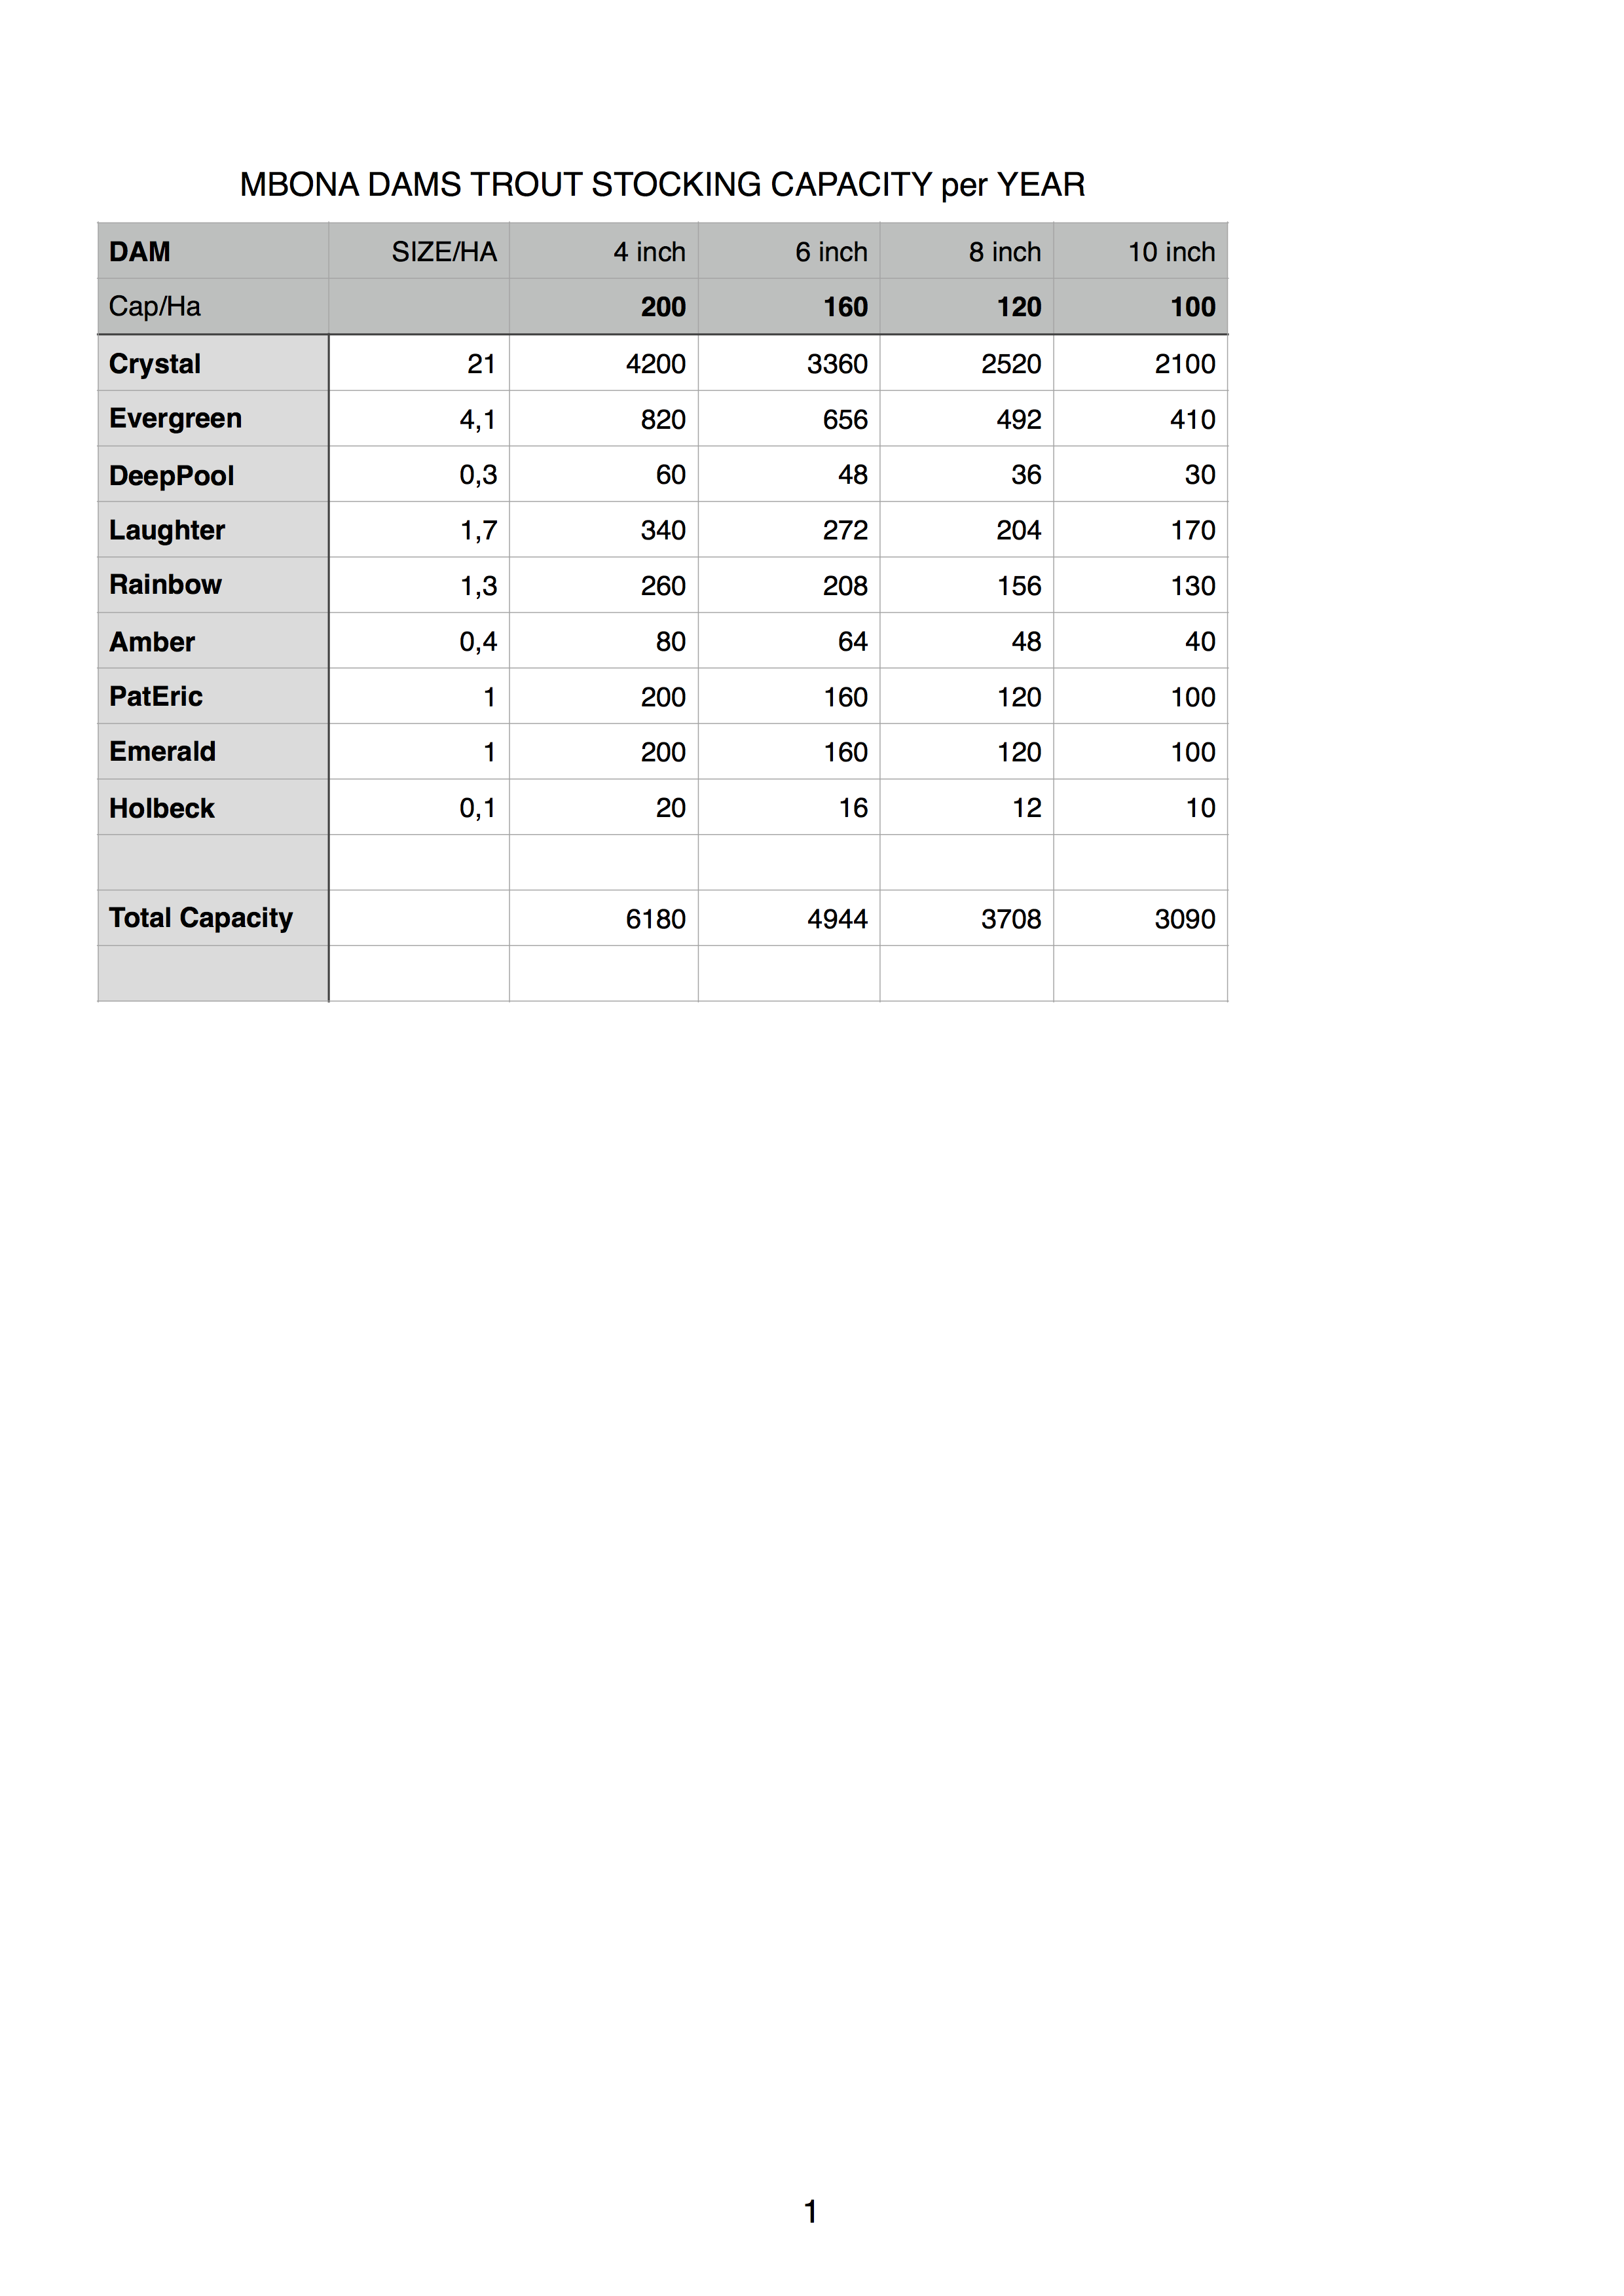 MBONA DAMS TROUT STOCKING CAPACITY per YEAR
DAM SIZE/HA 4 inch 6 inch 8 inch 10 inch
Cap/Ha 200 160 120 100
Crystal 21 4200 3360 2520 2100
Evergreen 4,1 820 656 492 410
DeepPool 0,3 60 48 36 30
Laughter 1,7 340 272 204 170
Rainbow 1,3 260 208 156 130
Amber 0,4 80 64 48 40
PatEric 1 200 160 120 100
Emerald 1 200 160 120 100
Holbeck 0,1 20 16 12 10
Total Capacity 6180 4944 3708 3090
1